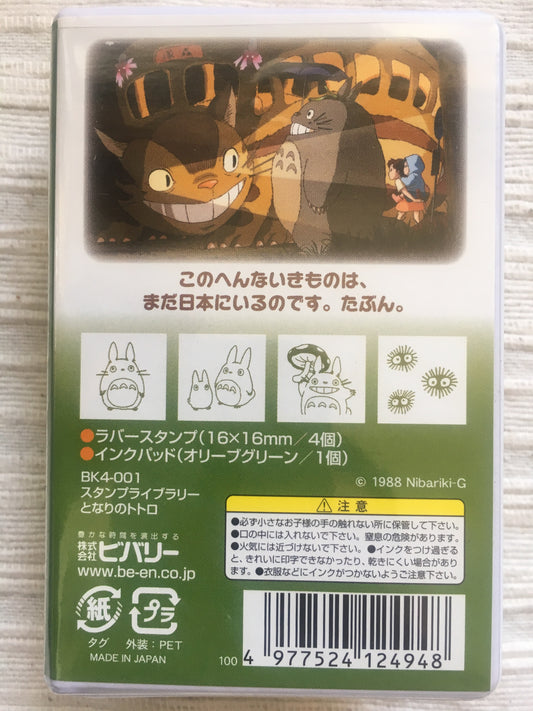 このへんないきものは、
まだ日本にいるのです。たぶん。
●ラバースタンプ(16×16mm／4個)
●インクパッド(オリーブグリーン／1個)
BK4-001
スタンプライブラリー
となりのトトロ
© 1988 Nibariki-G
豊かな時間を演出する
株式会社 ビバリー
www.be-en.co.jp
注意
●必ず小さなお子様の手の触れない所に保管して下さい。
●口の中には入れないで下さい。窒息の危険があります。
●火気には近づけないで下さい。●インクをつけ過ぎると、きれいに印字できなかったり、乾きにくい場合があります。●衣服などにインクがつかないようご注意下さい。
紙
プラ
タグ 外装：PET
MADE IN JAPAN
100
4 977524 124948